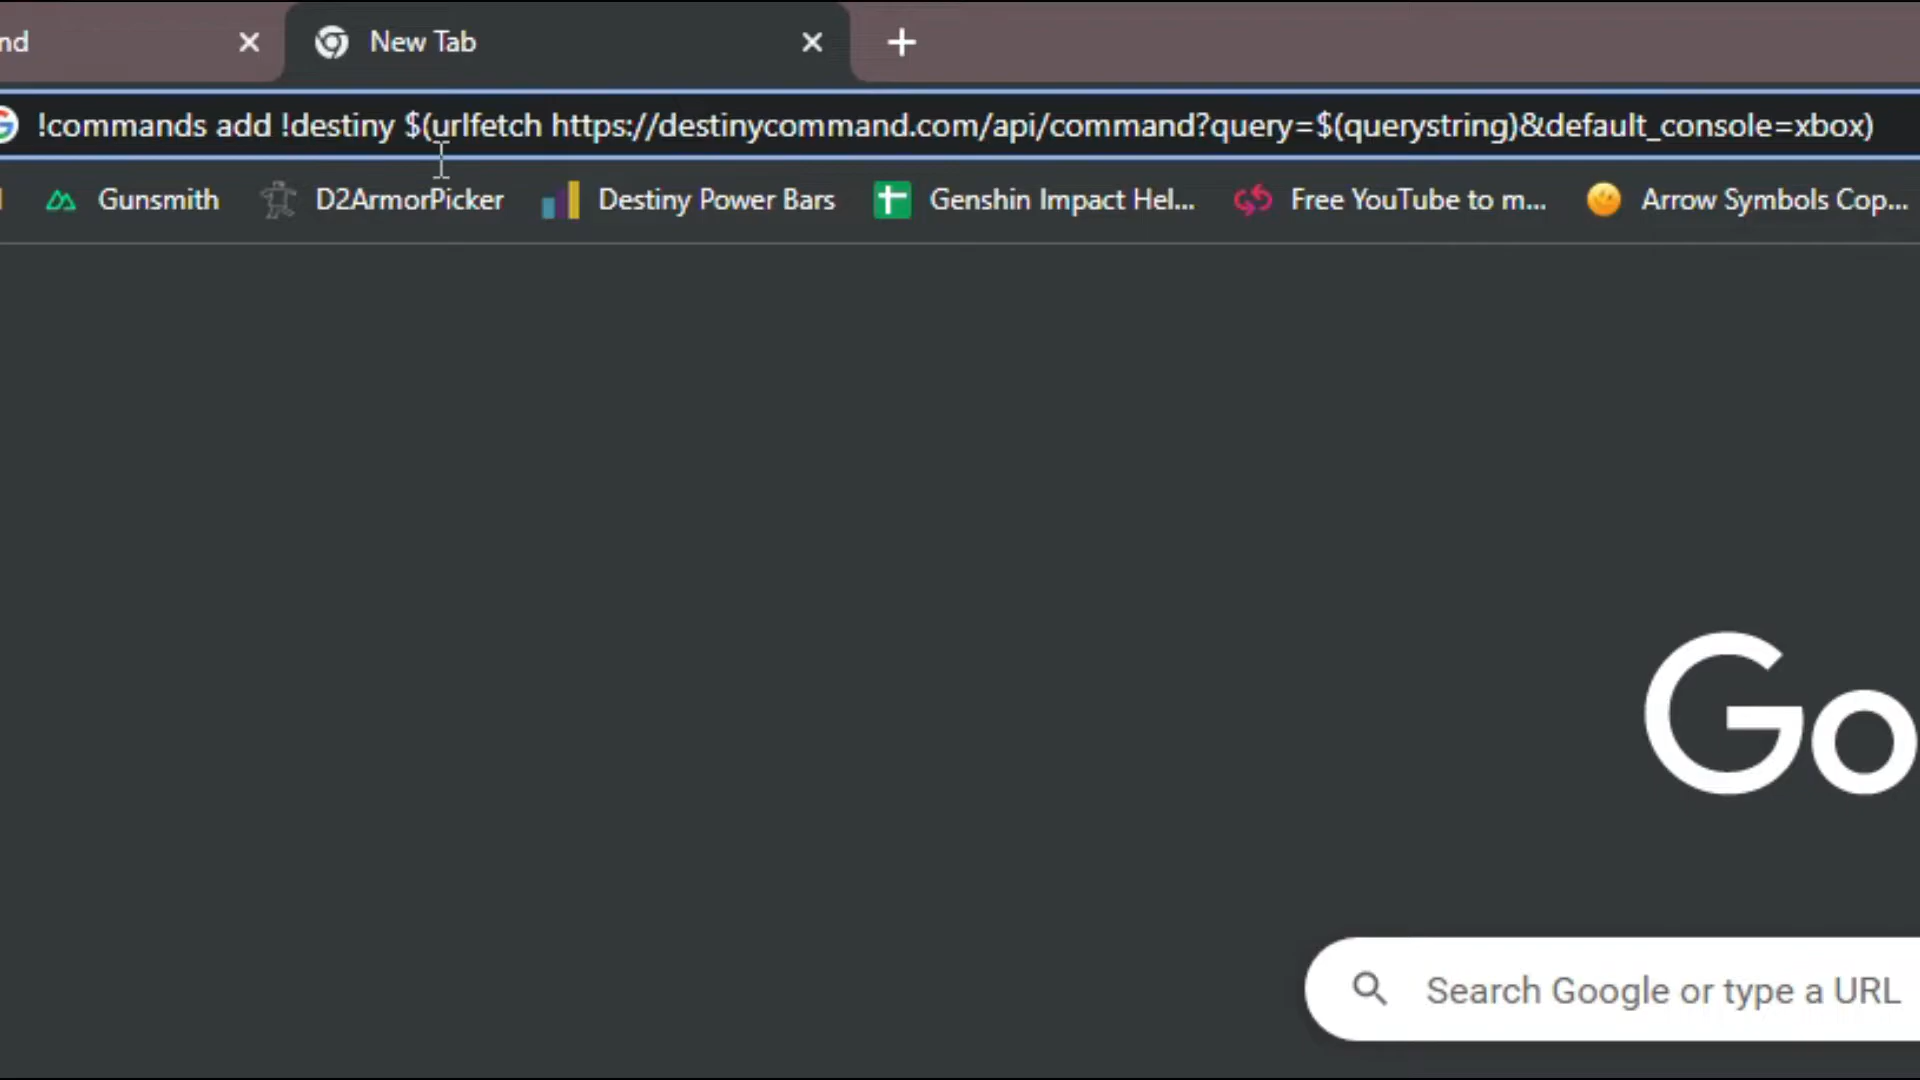 nd
New Tab
!commands add !destiny $(urlfetch https://destinycommand.com/api/command?query=$(querystring)&default_console=xbox)
Gunsmith D2ArmorPicker Destiny Power Bars Genshin Impact Hel... Free YouTube to m... Arrow Symbols Cop...
Go
Search Google or type a URL